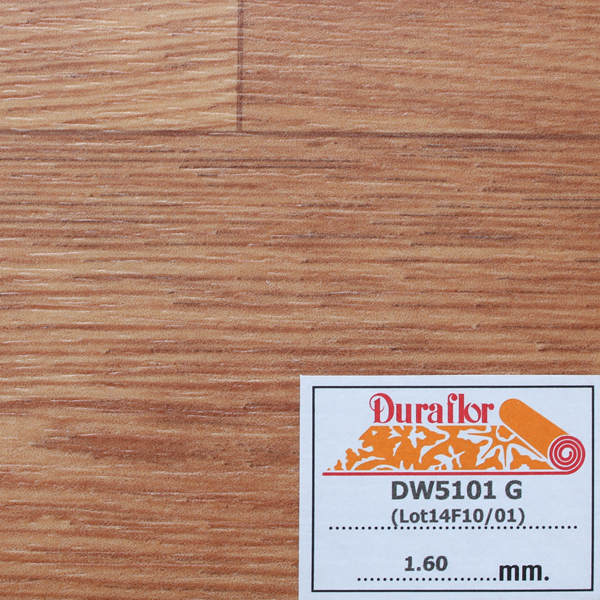 Duraflor
DW5101 G
(Lot14F10/01)
1.60 mm.